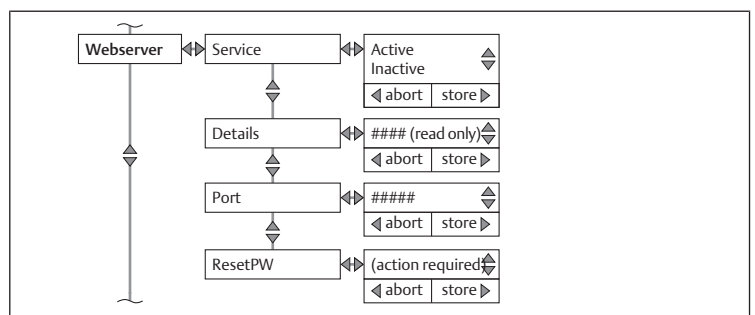 Webserver
Service
Active
Inactive
abort store
Details
#### (read only)
abort store
Port
#####
abort store
ResetPW
(action required)
abort store